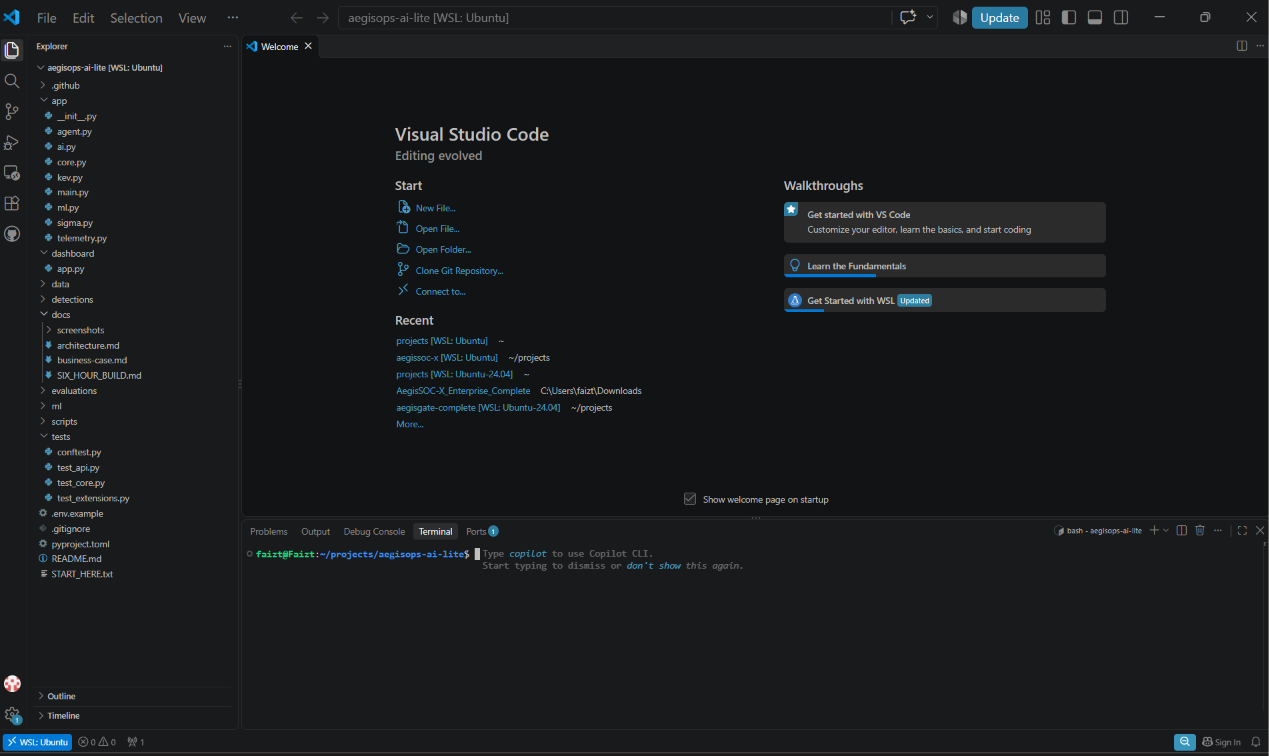 File Edit Selection View ··· aegisops-ai-lite [WSL: Ubuntu] Update
Explorer ···
aegisops-ai-lite [WSL: Ubuntu]
.github
app
__init__.py
agent.py
ai.py
core.py
kev.py
main.py
ml.py
sigma.py
telemetry.py
dashboard
app.py
data
detections
docs
screenshots
architecture.md
business-case.md
SIX_HOUR_BUILD.md
evaluations
ml
scripts
tests
conftest.py
test_api.py
test_core.py
test_extensions.py
.env.example
.gitignore
pyproject.toml
README.md
START_HERE.txt
Outline
Timeline
Welcome
Visual Studio Code
Editing evolved
Start
New File...
Open File...
Open Folder...
Clone Git Repository...
Connect to...
Recent
projects [WSL: Ubuntu] ~
aegissoc-x [WSL: Ubuntu] ~/projects
projects [WSL: Ubuntu-24.04] ~
AegisSOC-X_Enterprise_Complete C:\Users\faizt\Downloads
aegisgate-complete [WSL: Ubuntu-24.04] ~/projects
More...
Walkthroughs
Get started with VS Code
Customize your editor, learn the basics, and start coding
Learn the Fundamentals
Get Started with WSL Updated
Show welcome page on startup
Problems Output Debug Console Terminal Ports 1 bash - aegisops-ai-lite
faizt@Faizt:~/projects/aegisops-ai-lite$ Type copilot to use Copilot CLI.
Start typing to dismiss or don't show this again.
1
WSL: Ubuntu 0 0 1 Sign In